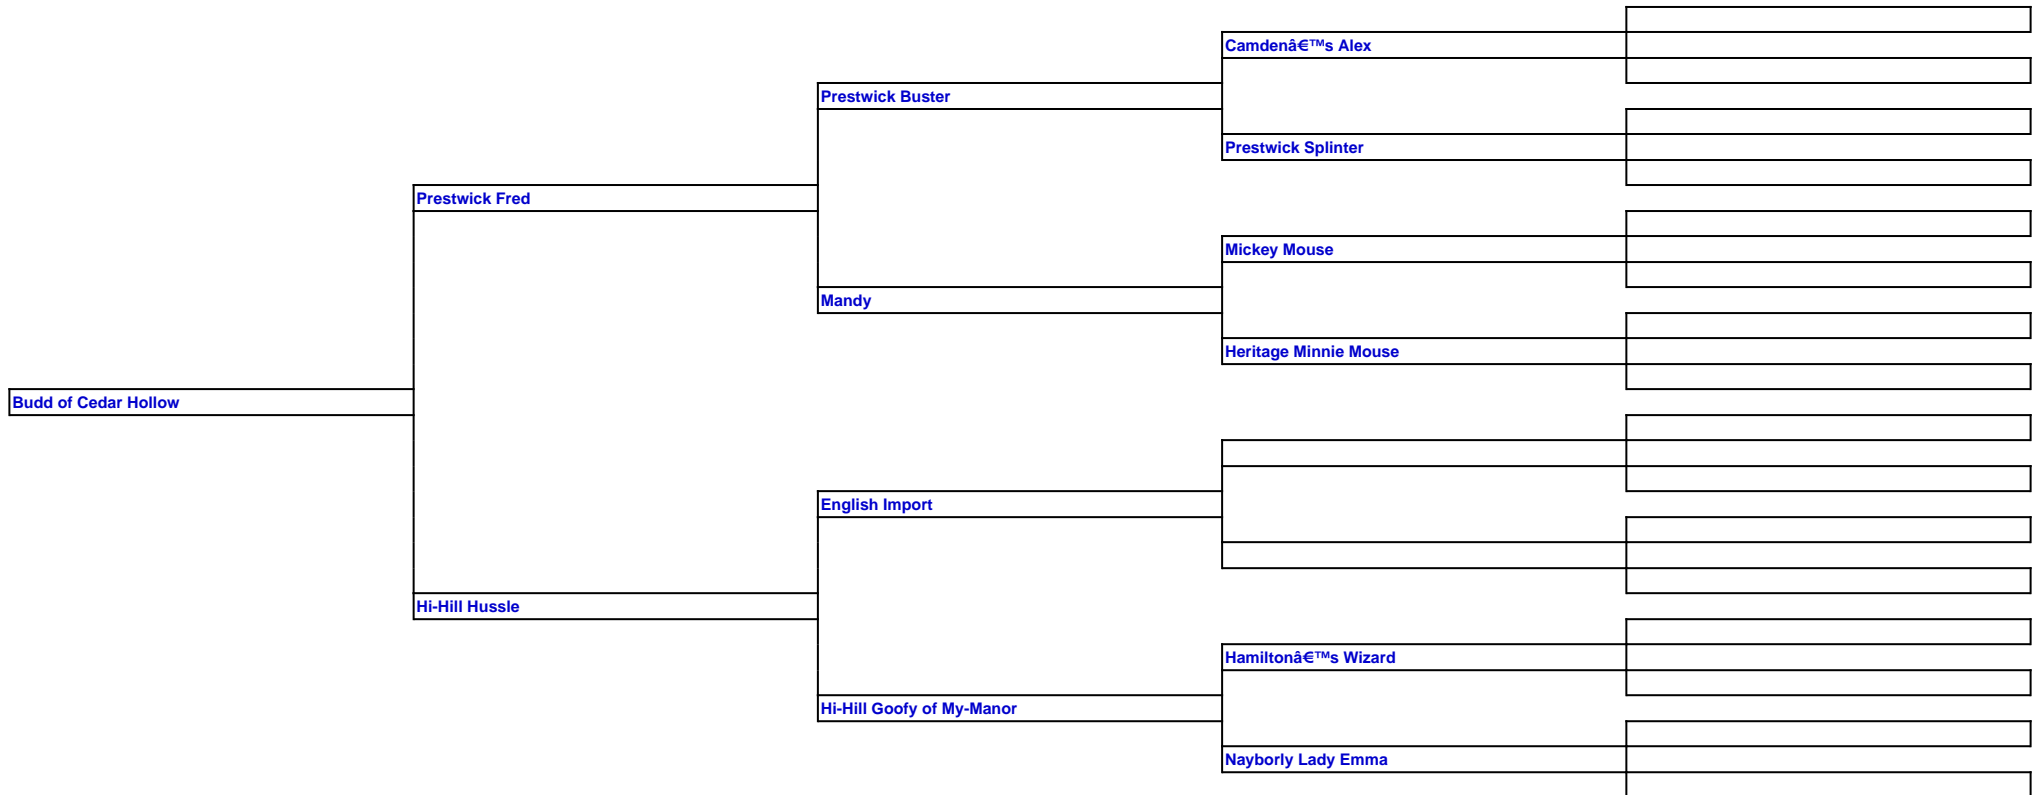 Camdenâ€™s Alex
Prestwick Buster
Prestwick Splinter
Prestwick Fred
Mickey Mouse
Mandy
Heritage Minnie Mouse
Budd of Cedar Hollow
English Import
Hi-Hill Hussle
Hamiltonâ€™s Wizard
Hi-Hill Goofy of My-Manor
Nayborly Lady Emma